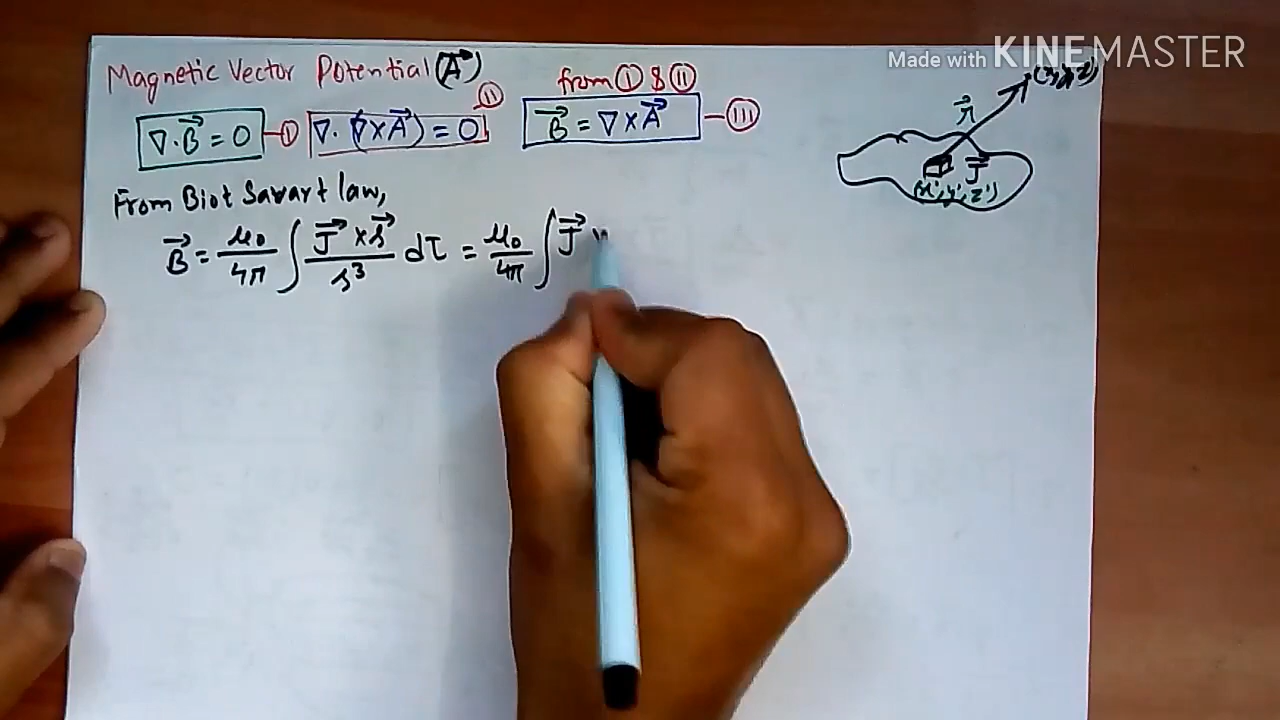 Made with KINEMASTER
Magnetic Vector Potential (A⃗)
from Ⅰ & Ⅱ
∇·B⃗ = 0 —Ⅰ
∇·(∇×A⃗) = 0 —Ⅱ
B⃗ = ∇×A⃗ —Ⅲ
r⃗
J⃗
(x', y', z')
From Biot Savart law,
B⃗ = μ₀/4π ∫ J⃗ × r⃗ / r³ dτ = μ₀/4π ∫ J⃗ ×